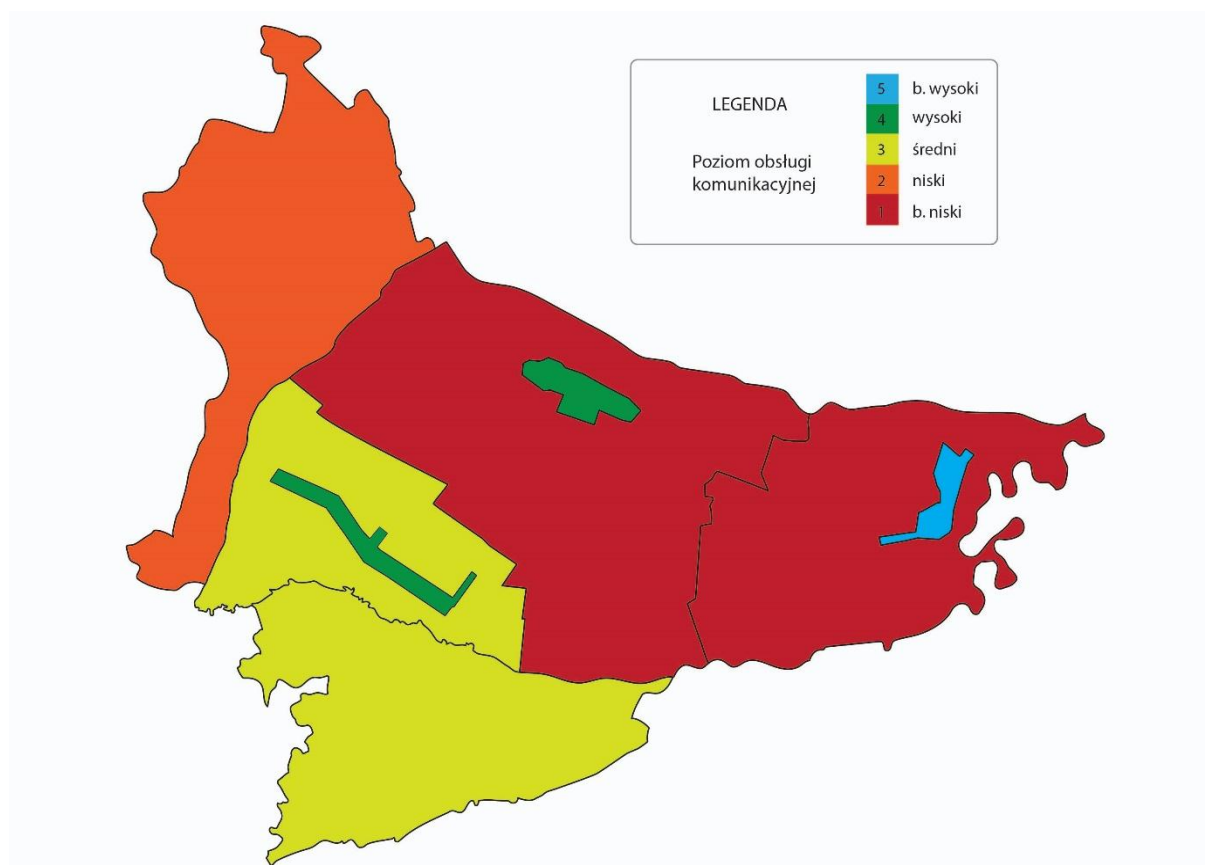 LEGENDA
Poziom obsługi
komunikacyjnej
5 b. wysoki
4 wysoki
3 średni
2 niski
1 b. niski